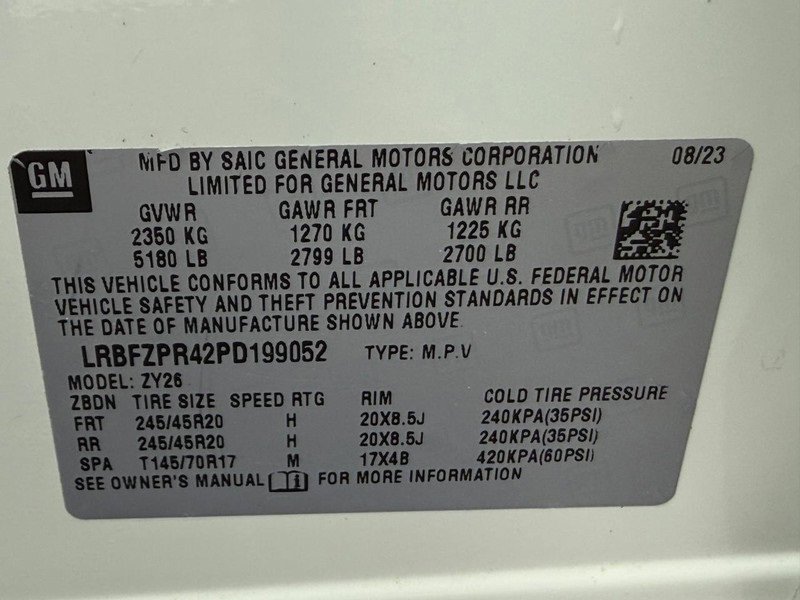 GM
MFD BY SAIC GENERAL MOTORS CORPORATION 08/23
LIMITED FOR GENERAL MOTORS LLC
GVWR GAWR FRT GAWR RR
2350 KG 1270 KG 1225 KG
5180 LB 2799 LB 2700 LB
THIS VEHICLE CONFORMS TO ALL APPLICABLE U.S. FEDERAL MOTOR
VEHICLE SAFETY AND THEFT PREVENTION STANDARDS IN EFFECT ON
THE DATE OF MANUFACTURE SHOWN ABOVE.
LRBFZPR42PD199052 TYPE: M.P.V
MODEL: ZY26
ZBDN TIRE SIZE SPEED RTG RIM COLD TIRE PRESSURE
FRT 245/45R20 H 20X8.5J 240KPA(35PSI)
RR 245/45R20 H 20X8.5J 240KPA(35PSI)
SPA T145/70R17 M 17X4B 420KPA(60PSI)
SEE OWNER'S MANUAL FOR MORE INFORMATION